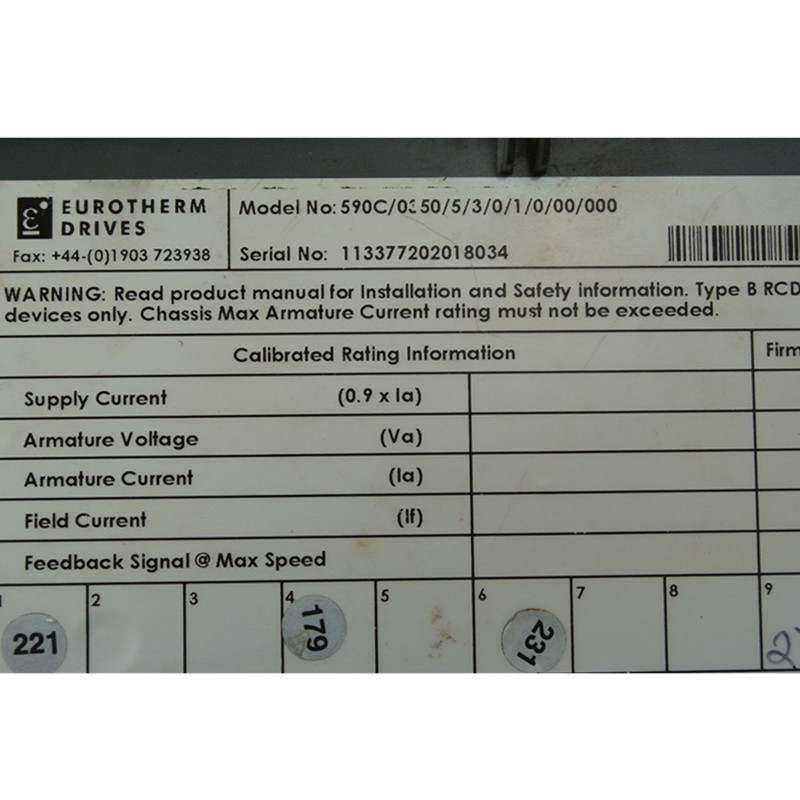 EUROTHERM
DRIVES
Fax: +44-(0)1903 723938
Model No: 590C/0350/5/3/0/1/0/00/000
Serial No: 113377202018034
WARNING: Read product manual for Installation and Safety information. Type B RCD
devices only. Chassis Max Armature Current rating must not be exceeded.
Calibrated Rating Information
Firm
Supply Current (0.9 x Ia)
Armature Voltage (Va)
Armature Current (Ia)
Field Current (If)
Feedback Signal @ Max Speed
1 2 3 4 5 6 7 8 9
221 179 231